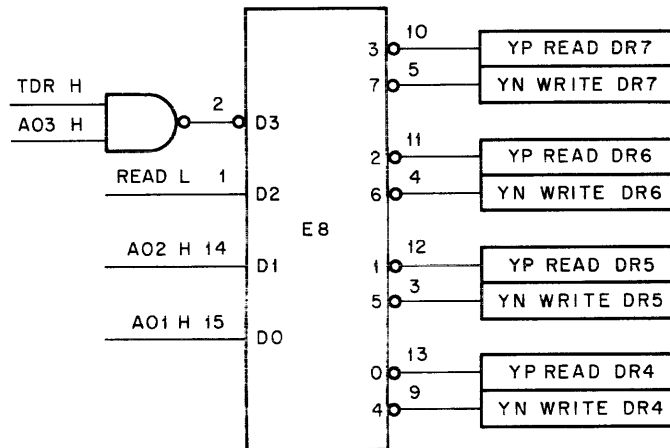 10
3 YP READ DR7
5
7 YN WRITE DR7
TDR H
2
A03 H D3
11
2 YP READ DR6
READ L 1 D2
4
6 YN WRITE DR6
E8
A02 H 14 D1
12
1 YP READ DR5
3
5 YN WRITE DR5
A01 H 15 D0
13
0 YP READ DR4
9
4 YN WRITE DR4